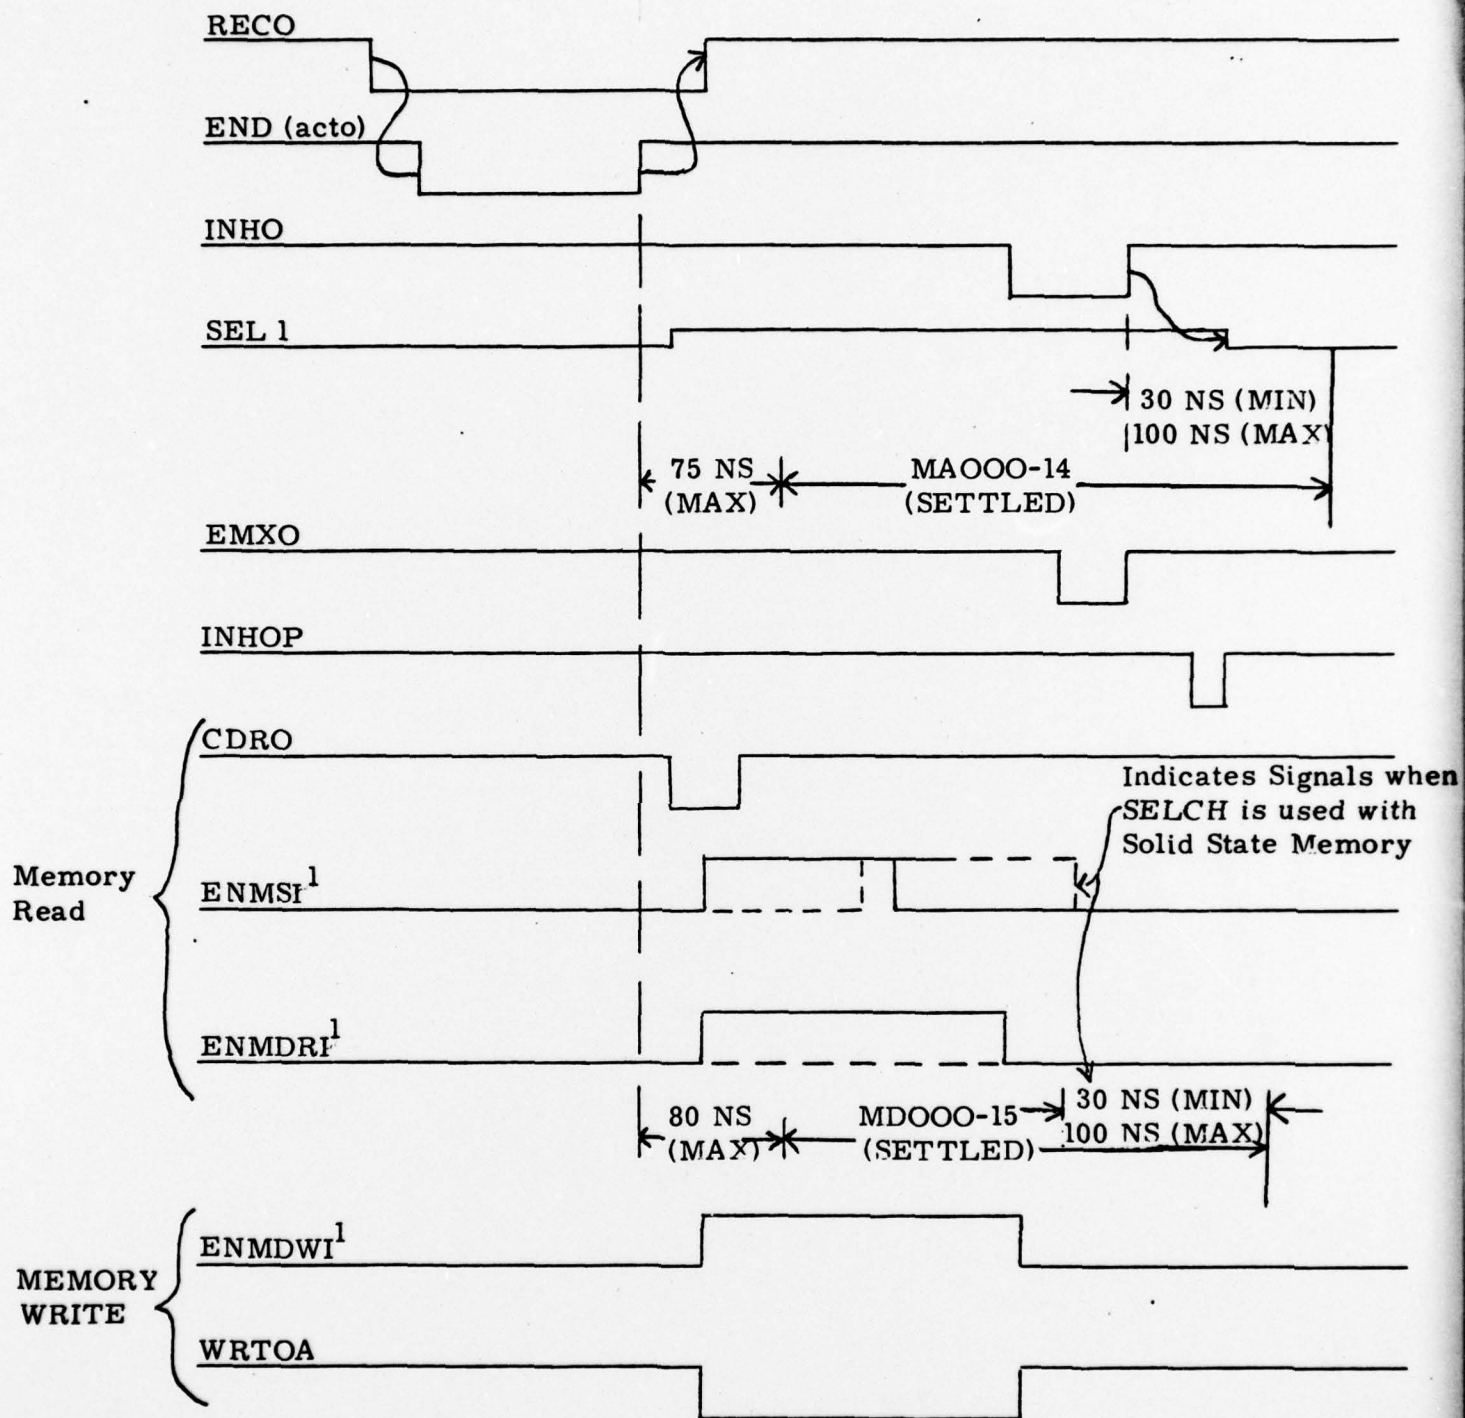 RECO
END (acto)
INHO
SEL 1
30 NS (MIN)
100 NS (MAX)
75 NS
(MAX)
MAOOO-14
(SETTLED)
EMXO
INHOP
CDRO
Indicates Signals when
SELCH is used with
Solid State Memory
Memory
Read
ENMSI1
ENMDRI1
80 NS
(MAX)
MDOOO-15
(SETTLED)
30 NS (MIN)
100 NS (MAX)
ENMDWI1
MEMORY
WRITE
WRTOA